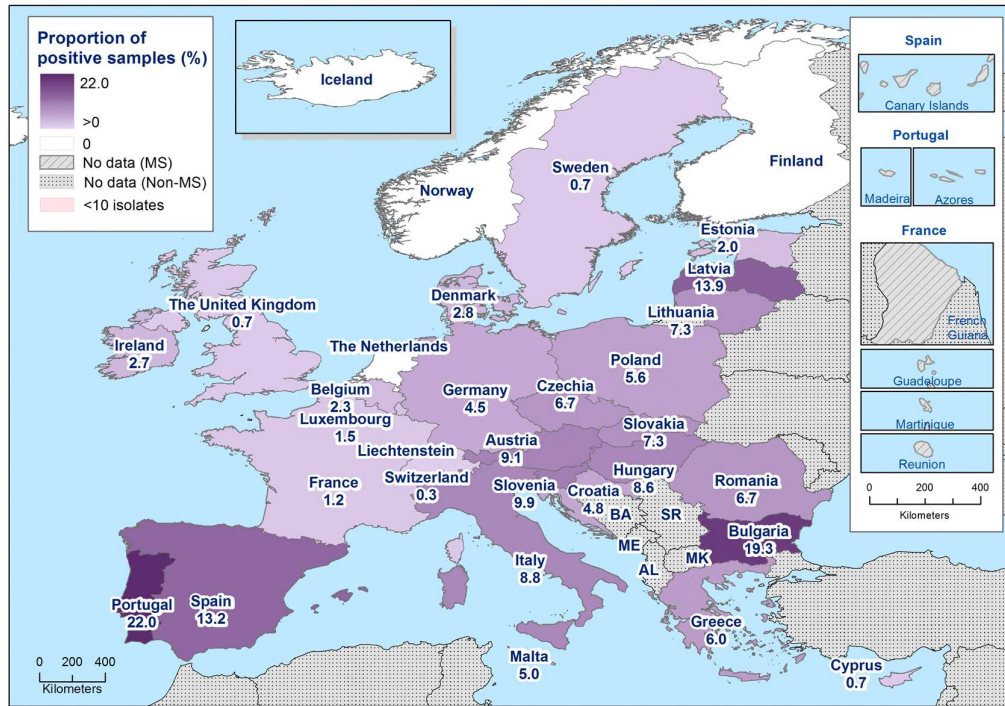 Proportion of
positive samples (%)
22.0
>0
0
No data (MS)
No data (Non-MS)
<10 isolates
Iceland
Norway
Sweden
0.7
Finland
Estonia
2.0
Latvia
13.9
Lithuania
7.3
Denmark
2.8
The United Kingdom
0.7
Ireland
2.7
The Netherlands
Belgium
2.3
Luxembourg
1.5
Germany
4.5
Poland
5.6
Czechia
6.7
Slovakia
7.3
Liechtenstein
Austria
9.1
Switzerland
0.3
France
1.2
Slovenia
9.9
Hungary
8.6
Croatia
4.8
Romania
6.7
BA
SR
Bulgaria
19.3
ME
MK
AL
Italy
8.8
Portugal
22.0
Spain
13.2
Greece
6.0
Malta
5.0
Cyprus
0.7
0 200 400
Kilometers
Spain
Canary Islands
Portugal
Madeira
Azores
France
French
Guiana
Guadeloupe
Martinique
Reunion
0 200 400
Kilometers